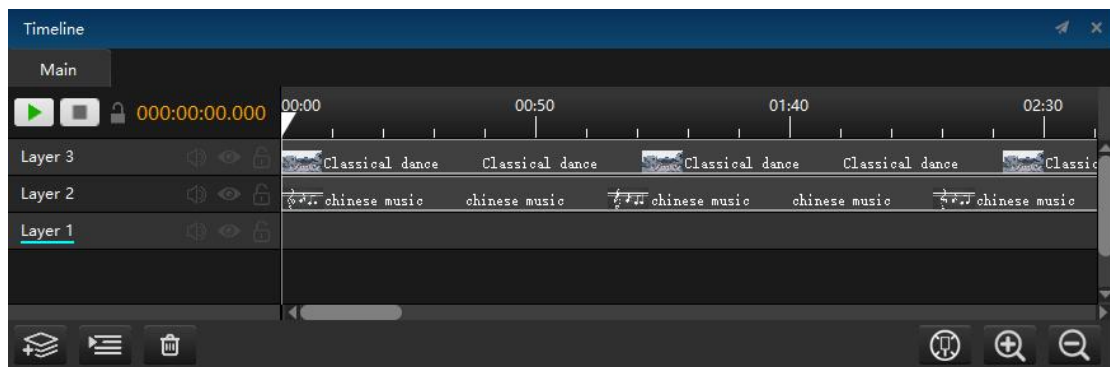 Timeline
Main
000:00:00.000 00:00 00:50 01:40 02:30
Layer 3 Classical dance Classical dance Classical dance Classical dance Classic
Layer 2 chinese music chinese music chinese music chinese music chinese music
Layer 1